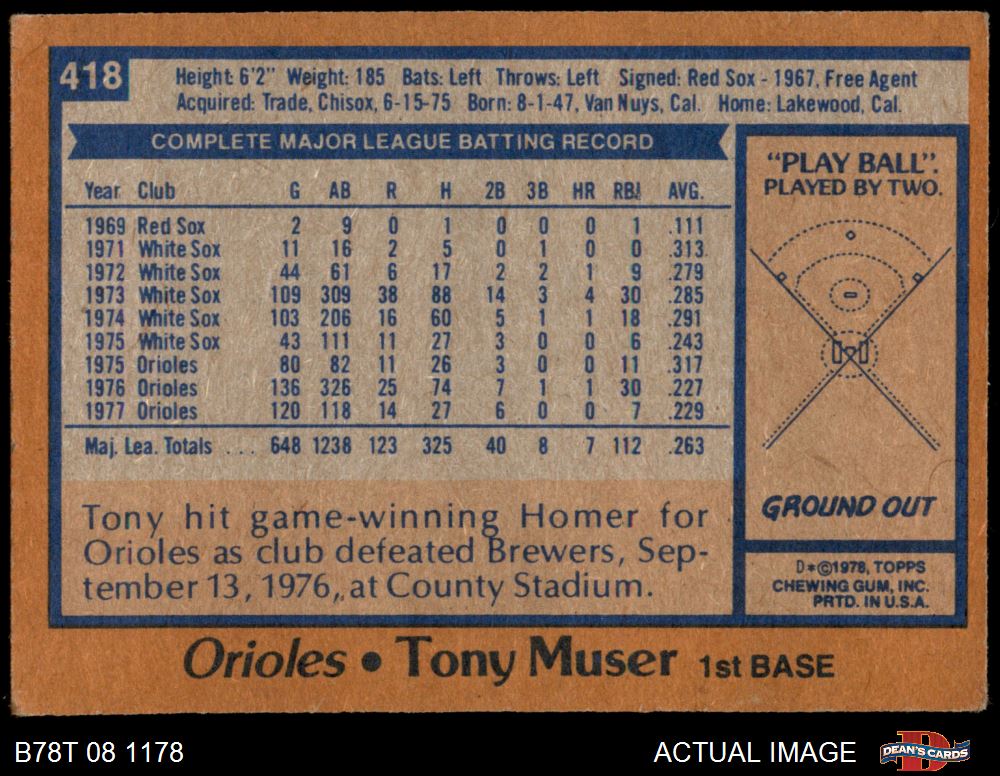 418
Height: 6'2" Weight: 185 Bats: Left Throws: Left Signed: Red Sox - 1967, Free Agent
Acquired: Trade, Chisox, 6-15-75 Born: 8-1-47, Van Nuys, Cal. Home: Lakewood, Cal.
COMPLETE MAJOR LEAGUE BATTING RECORD
Year Club G AB R H 2B 3B HR RBI AVG.
1969 Red Sox 2 9 0 1 0 0 0 1 .111
1971 White Sox 11 16 2 5 0 1 0 0 .313
1972 White Sox 44 61 6 17 2 2 1 9 .279
1973 White Sox 109 309 38 88 14 3 4 30 .285
1974 White Sox 103 206 16 60 5 1 1 18 .291
1975 White Sox 43 111 11 27 3 0 0 6 .243
1975 Orioles 80 82 11 26 3 0 0 11 .317
1976 Orioles 136 326 25 74 7 1 1 30 .227
1977 Orioles 120 118 14 27 6 0 0 7 .229
Maj. Lea. Totals ... 648 1238 123 325 40 8 7 112 .263
Tony hit game-winning Homer for
Orioles as club defeated Brewers, Sep-
tember 13, 1976, at County Stadium.
"PLAY BALL".
PLAYED BY TWO.
GROUND OUT
D*©1978, TOPPS
CHEWING GUM, INC.
PRTD. IN U.S.A.
Orioles • Tony Muser 1st BASE
B78T 08 1178
ACTUAL IMAGE
DEAN'S CARDS